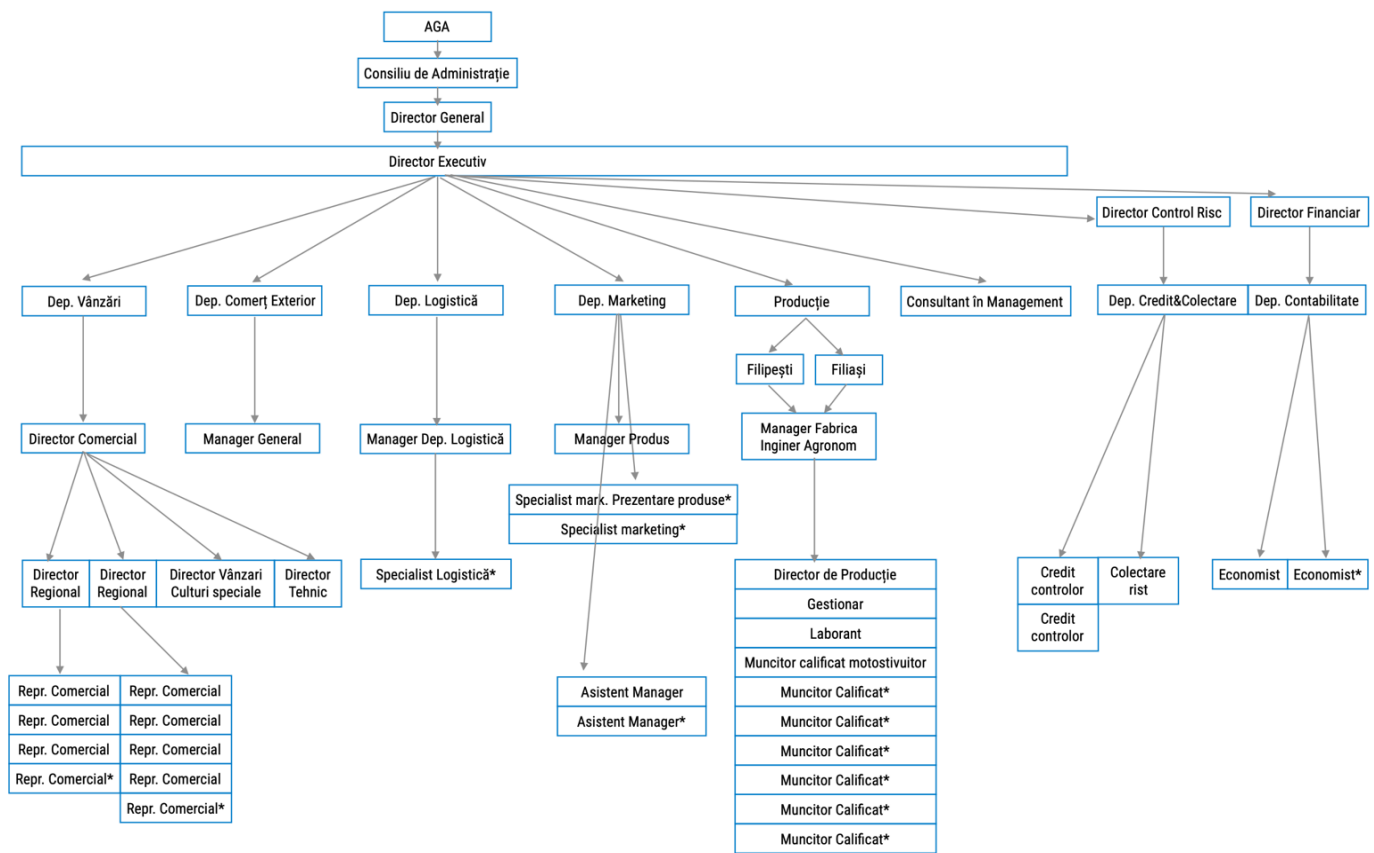 AGA
Consiliu de Administrație
Director General
Director Executiv
Director Control Risc
Director Financiar
Dep. Vânzări
Dep. Comerț Exterior
Dep. Logistică
Dep. Marketing
Producție
Consultant în Management
Dep. Credit&Colectare
Dep. Contabilitate
Filipești
Filiași
Director Comercial
Manager General
Manager Dep. Logistică
Manager Produs
Manager Fabrica
Inginer Agronom
Specialist mark. Prezentare produse*
Specialist marketing*
Director
Regional
Director
Regional
Director Vânzari
Culturi speciale
Director
Tehnic
Specialist Logistică*
Director de Producție
Gestionar
Laborant
Muncitor calificat motostivuitor
Muncitor Calificat*
Muncitor Calificat*
Muncitor Calificat*
Muncitor Calificat*
Muncitor Calificat*
Muncitor Calificat*
Credit
controlor
Credit
controlor
Colectare
rist
Economist
Economist*
Repr. Comercial
Repr. Comercial
Repr. Comercial
Repr. Comercial*
Repr. Comercial
Repr. Comercial
Repr. Comercial
Repr. Comercial
Repr. Comercial*
Asistent Manager
Asistent Manager*